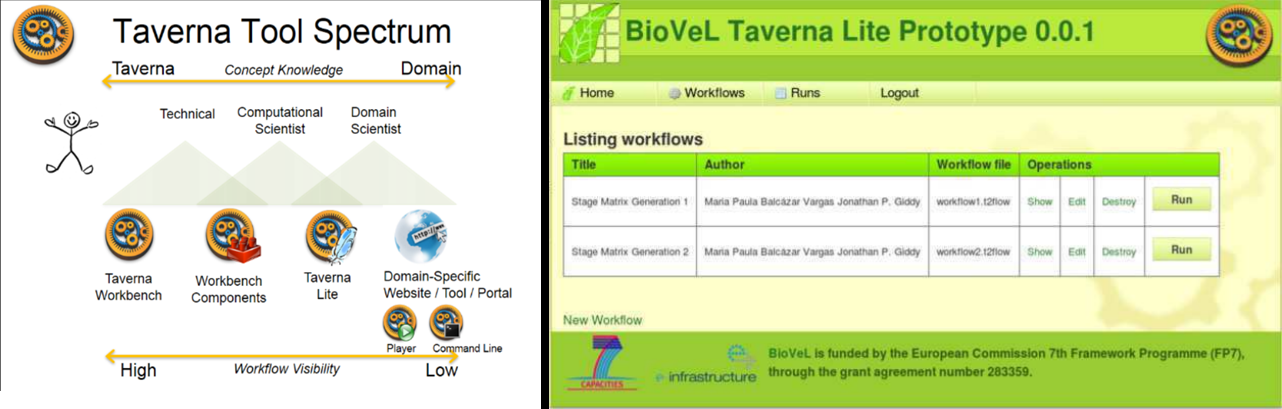 Taverna Tool Spectrum
Taverna Concept Knowledge Domain
Technical
Computational
Scientist
Domain
Scientist
http://ww
Taverna
Workbench
Workbench
Components
Taverna
Lite
Domain-Specific
Website / Tool / Portal
Player
Command Line
High Workflow Visibility Low
BioVeL Taverna Lite Prototype 0.0.1
Home Workflows Runs Logout
Listing workflows
Title Author Workflow file Operations
Stage Matrix Generation 1 Maria Paula Balcázar Vargas Jonathan P. Giddy workflow1.t2flow Show Edit Destroy Run
Stage Matrix Generation 2 Maria Paula Balcázar Vargas Jonathan P. Giddy workflow2.t2flow Show Edit Destroy Run
New Workflow
7
CAPACITIES
e infrastructure
BioVeL is funded by the European Commission 7th Framework Programme (FP7),
through the grant agreement number 283359.